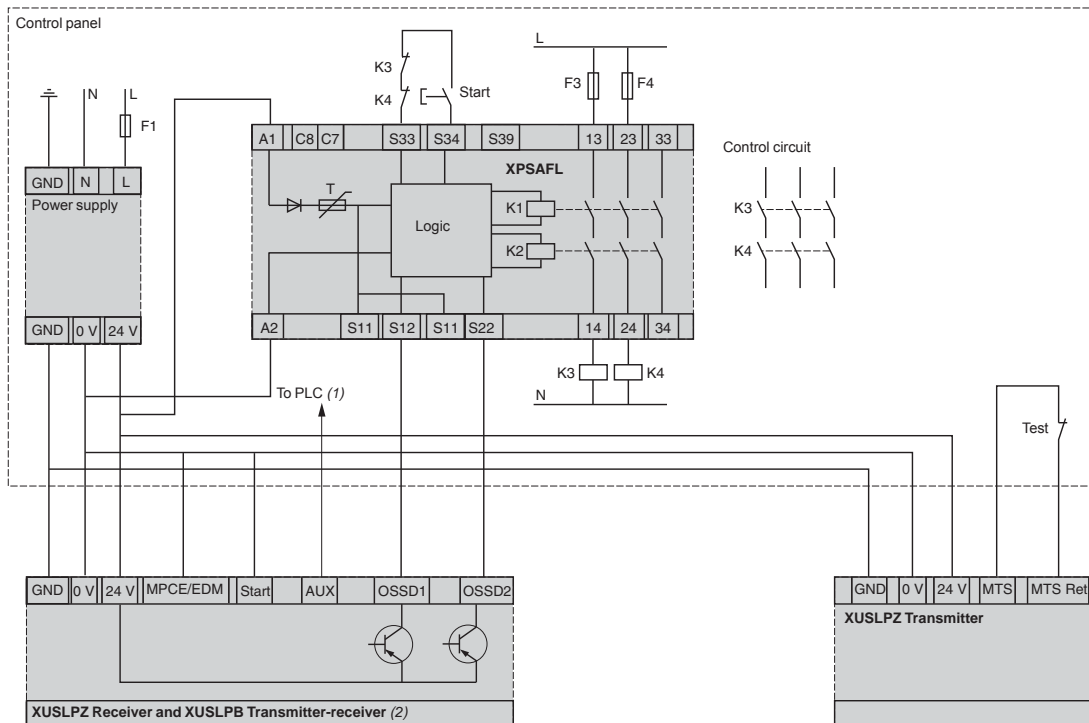 Control panel
L
K3
F3
F4
N
L
K4
Start
F1
A1
C8
C7
S33
S34
S39
13
23
33
Control circuit
XPSAFL
GND
N
L
T
Power supply
K1
K3
Logic
K2
K4
GND
0 V
24 V
A2
S11
S12
S11
S22
14
24
34
K3
K4
To PLC (1)
N
Test
GND
0 V
24 V
MPCE/EDM
Start
AUX
OSSD1
OSSD2
GND
0 V
24 V
MTS
MTS Ret
XUSLPZ Transmitter
XUSLPZ Receiver and XUSLPB Transmitter-receiver (2)